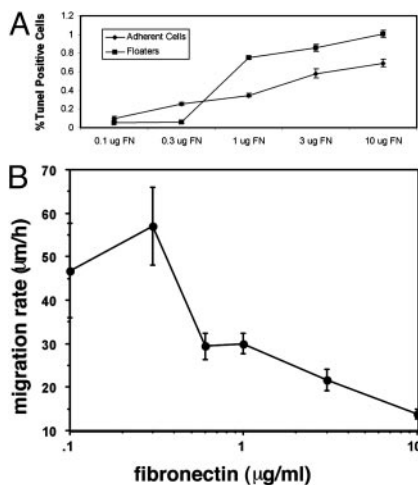 A
% Tunel Positive Cells
1.2
1
0.8
0.6
0.4
0.2
0
Adherent Cells
Floaters
0.1 ug FN
0.3 ug FN
1 ug FN
3 ug FN
10 ug FN
B
migration rate (μm/h)
70
60
50
40
30
20
10
.1
1
10
fibronectin (μg/ml)